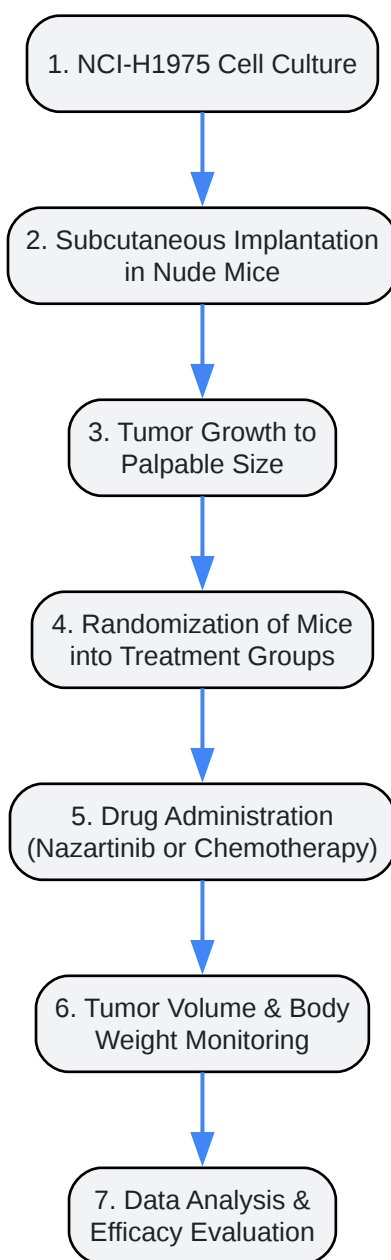 1. NCI-H1975 Cell Culture
2. Subcutaneous Implantation
in Nude Mice
3. Tumor Growth to
Palpable Size
4. Randomization of Mice
into Treatment Groups
5. Drug Administration
(Nazartinib or Chemotherapy)
6. Tumor Volume & Body
Weight Monitoring
7. Data Analysis &
Efficacy Evaluation